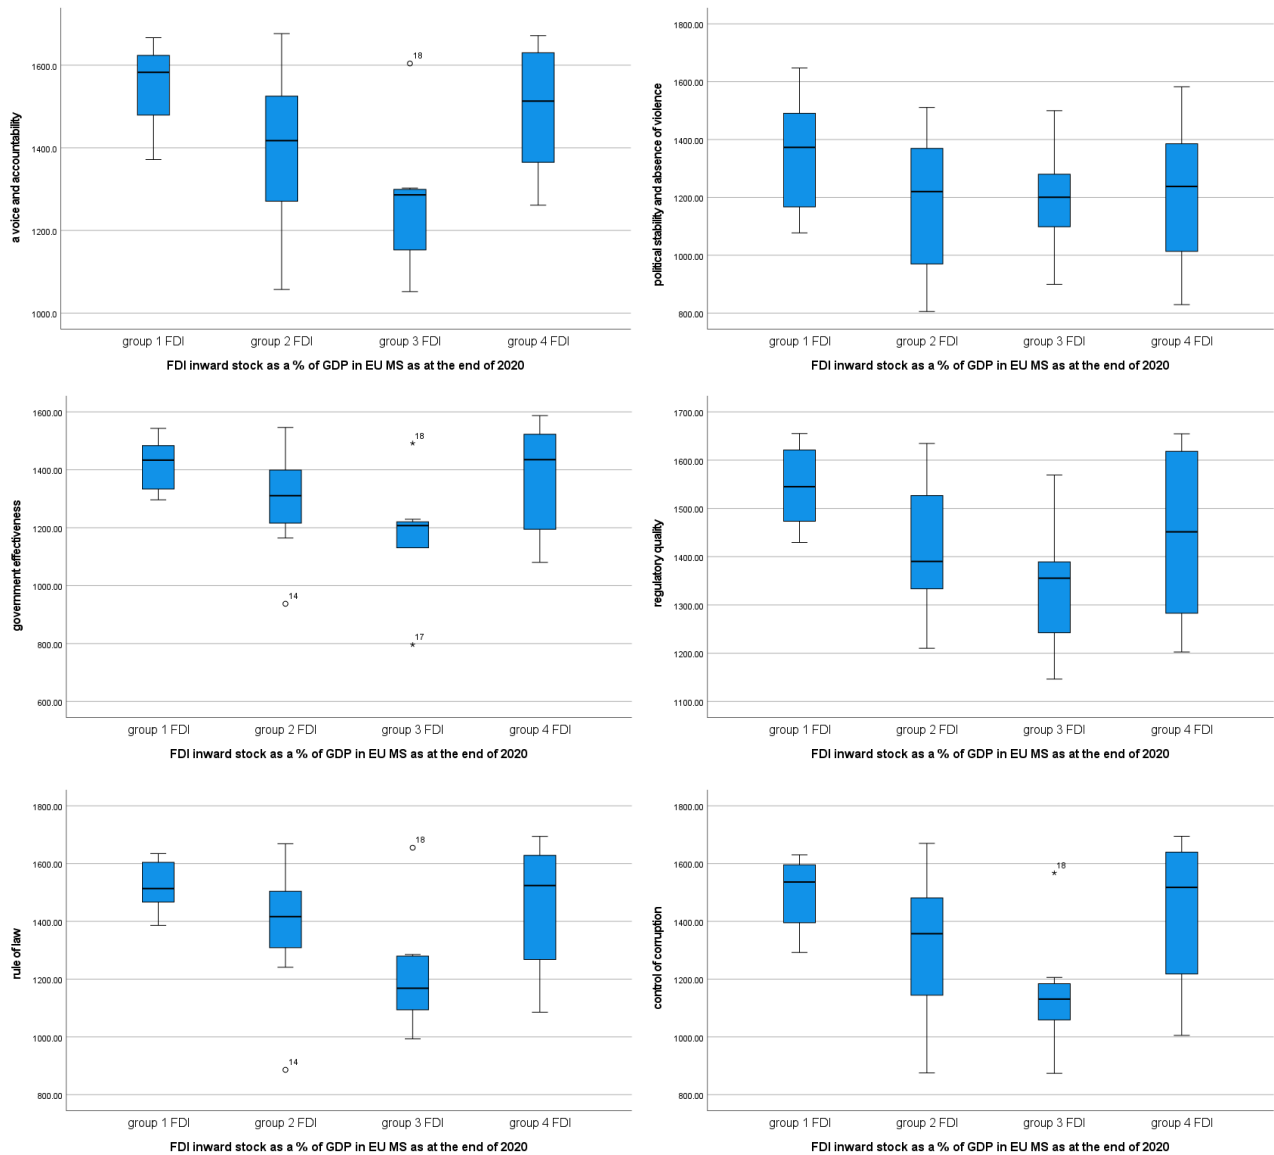 1600.0
1400.0
1200.0
1000.0
a voice and accountability
18
group 1 FDI group 2 FDI group 3 FDI group 4 FDI
FDI inward stock as a % of GDP in EU MS as at the end of 2020
1800.00
1600.00
1400.00
1200.00
1000.00
800.00
political stability and absence of violence
group 1 FDI group 2 FDI group 3 FDI group 4 FDI
FDI inward stock as a % of GDP in EU MS as at the end of 2020
1600.00
1400.00
1200.00
1000.00
800.00
600.00
government effectiveness
18
14
17
group 1 FDI group 2 FDI group 3 FDI group 4 FDI
FDI inward stock as a % of GDP in EU MS as at the end of 2020
1700.00
1600.00
1500.00
1400.00
1300.00
1200.00
1100.00
regulatory quality
group 1 FDI group 2 FDI group 3 FDI group 4 FDI
FDI inward stock as a % of GDP in EU MS as at the end of 2020
1800.00
1600.00
1400.00
1200.00
1000.00
800.00
rule of law
18
14
group 1 FDI group 2 FDI group 3 FDI group 4 FDI
FDI inward stock as a % of GDP in EU MS as at the end of 2020
1800.00
1600.00
1400.00
1200.00
1000.00
800.00
control of corruption
18
group 1 FDI group 2 FDI group 3 FDI group 4 FDI
FDI inward stock as a % of GDP in EU MS as at the end of 2020